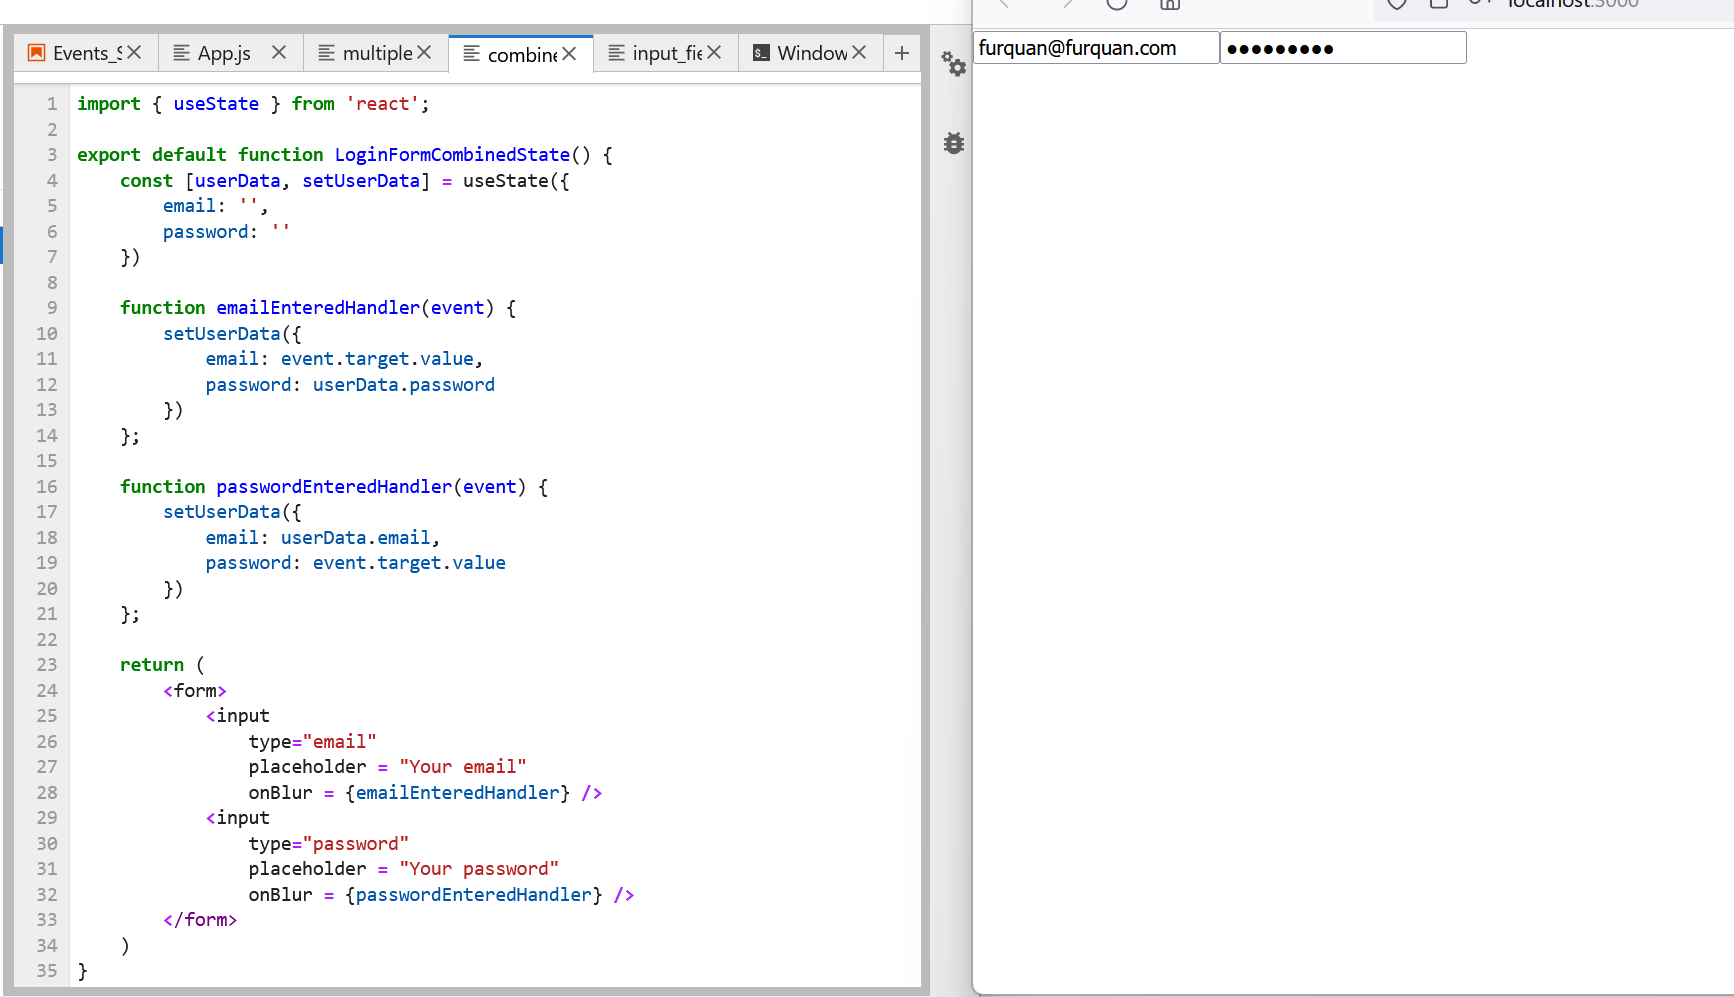 Events_S App.js multiple combine input_fie Window
localhost:3000
furquan@furquan.com ●●●●●●●●●
1 import { useState } from 'react';
2
3 export default function LoginFormCombinedState() {
4     const [userData, setUserData] = useState({
5         email: '',
6         password: ''
7     })
8
9     function emailEnteredHandler(event) {
10         setUserData({
11             email: event.target.value,
12             password: userData.password
13         })
14     };
15
16     function passwordEnteredHandler(event) {
17         setUserData({
18             email: userData.email,
19             password: event.target.value
20         })
21     };
22
23     return (
24         <form>
25             <input
26                 type="email"
27                 placeholder = "Your email"
28                 onBlur = {emailEnteredHandler} />
29             <input
30                 type="password"
31                 placeholder = "Your password"
32                 onBlur = {passwordEnteredHandler} />
33         </form>
34     )
35 }